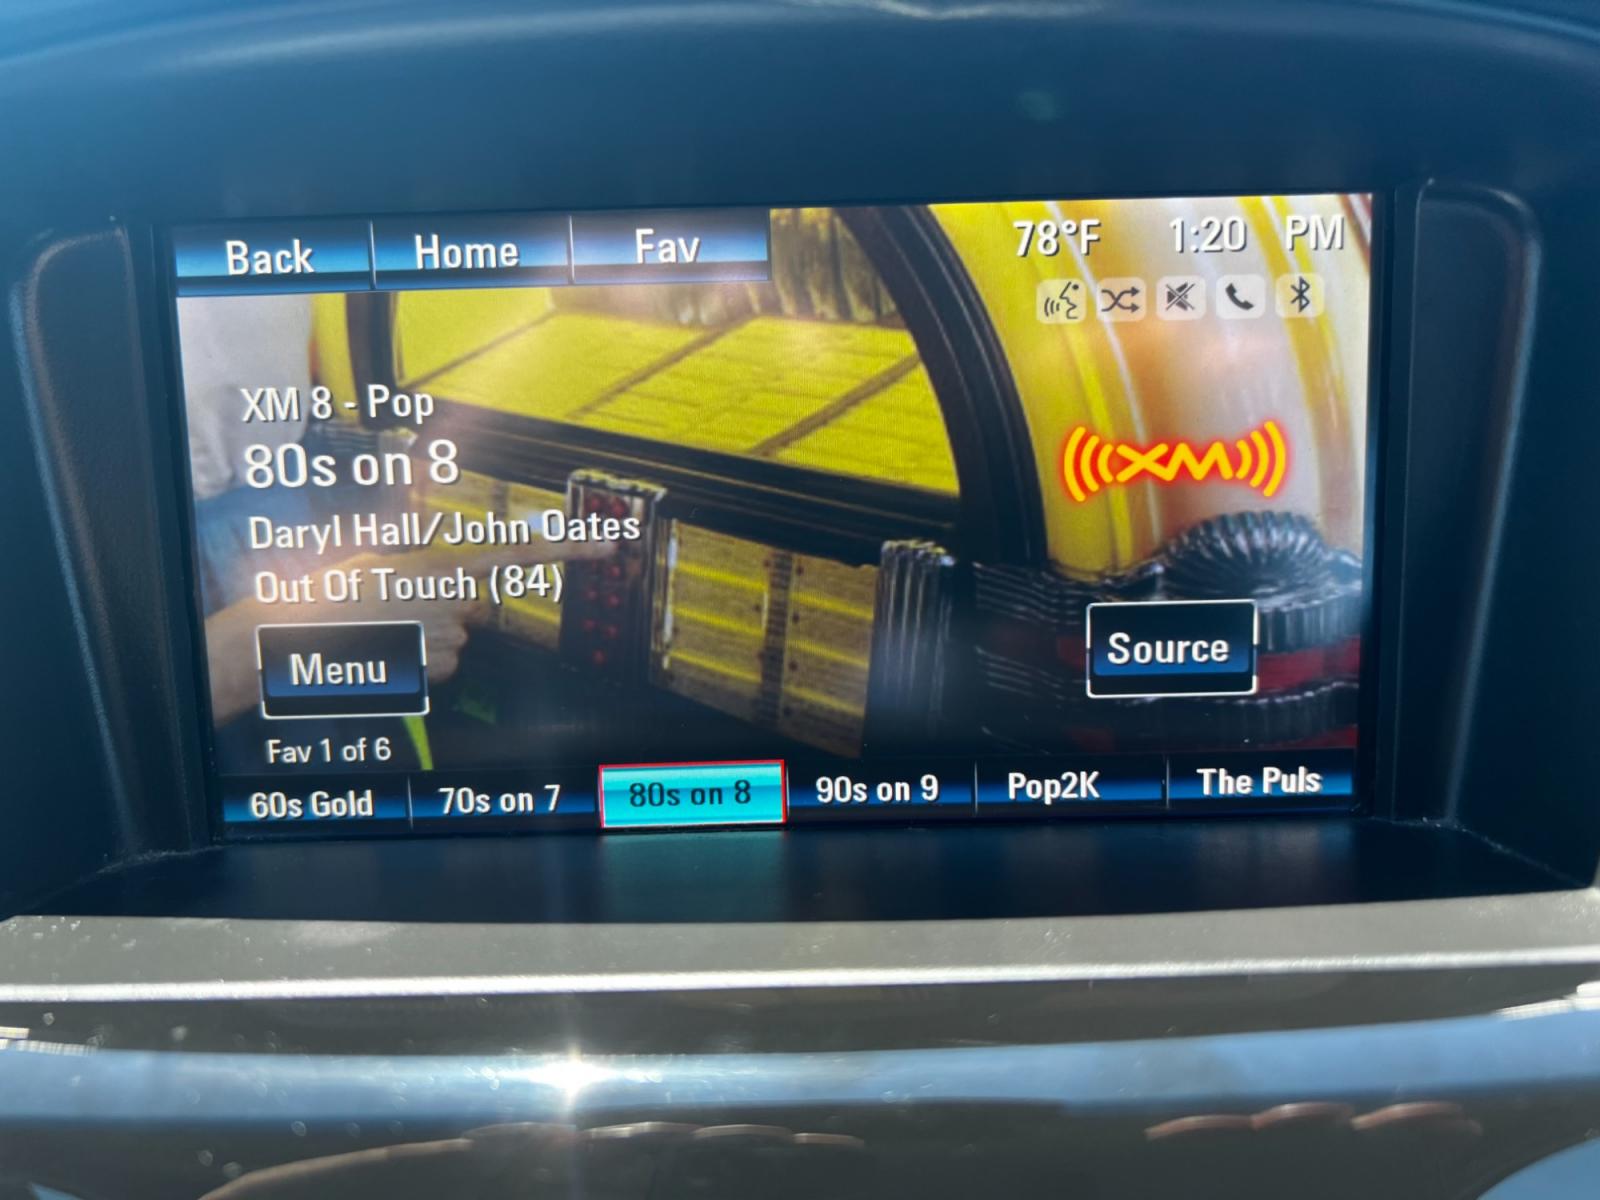 Back Home Fav 78°F 1:20 PM
XM 8 - Pop
80s on 8
XM
Daryl Hall/John Oates
Out Of Touch (84)
Menu Source
Fav 1 of 6
60s Gold 70s on 7 80s on 8 90s on 9 Pop2K The Puls